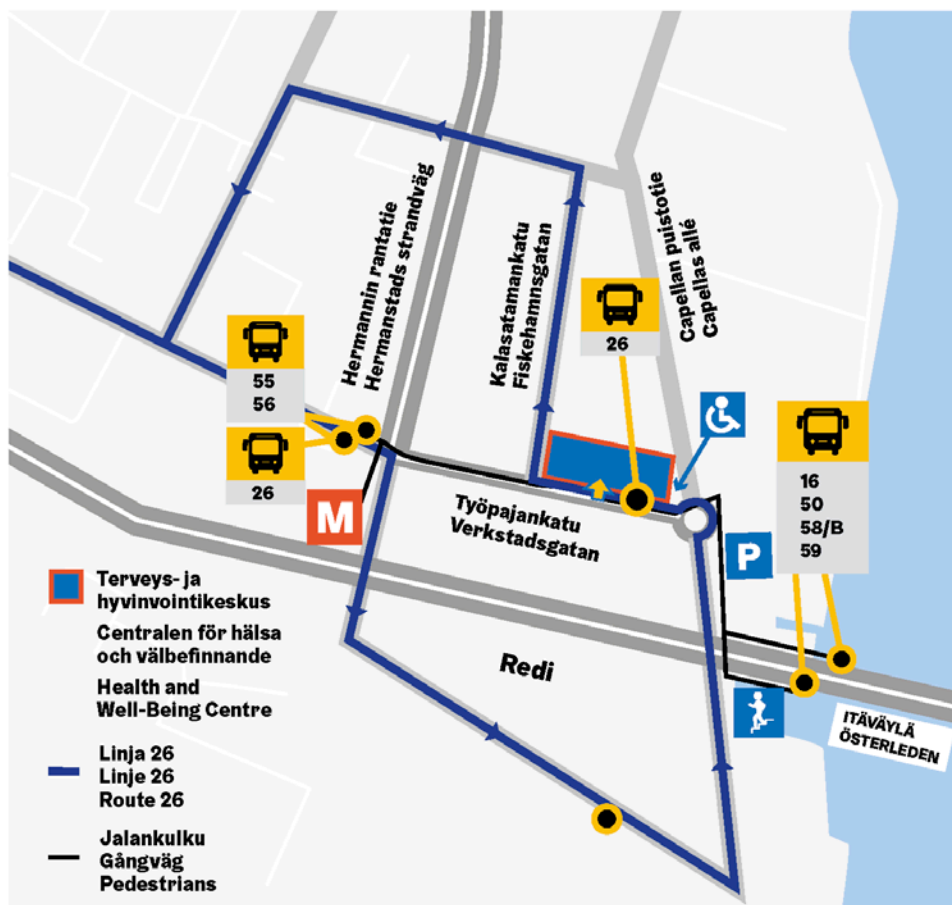 Hermannin rantatie
Hermanstads strandväg
Kalasatamankatu
Fiskehamnsgatan
Capellan puistotie
Capellas allé
26
55
56
26
M
Työpajankatu
Verkstadsgatan
P
16
50
58/B
59
Redi
ITÄVÄYLÄ
ÖSTERLEDEN
Terveys- ja
hyvinvointikeskus
Centralen för hälsa
och välbefinnande
Health and
Well-Being Centre
Linja 26
Linje 26
Route 26
Jalankulku
Gångväg
Pedestrians